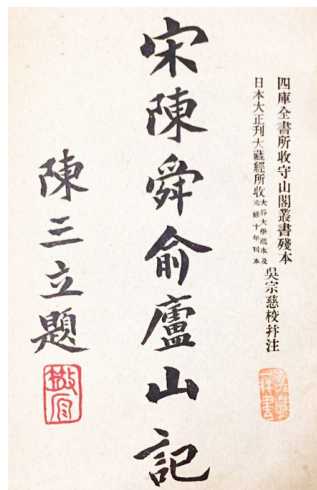 四庫全書所收守山閣叢書殘本
日本大正刊大藏經所收大谷大學藏本及元祿十年刊本
吳宗慈校幷注
宋陳舜俞廬山記
陳三立題